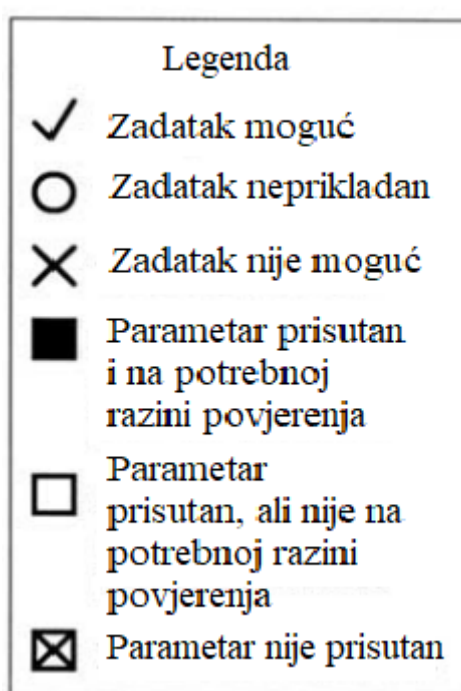 Legenda
Zadatak moguć
Zadatak neprikladan
Zadatak nije moguć
Parametar prisutan
i na potrebnoj
razini povjerenja
Parametar
prisutan, ali nije na
potrebnoj razini
povjerenja
Parametar nije prisutan